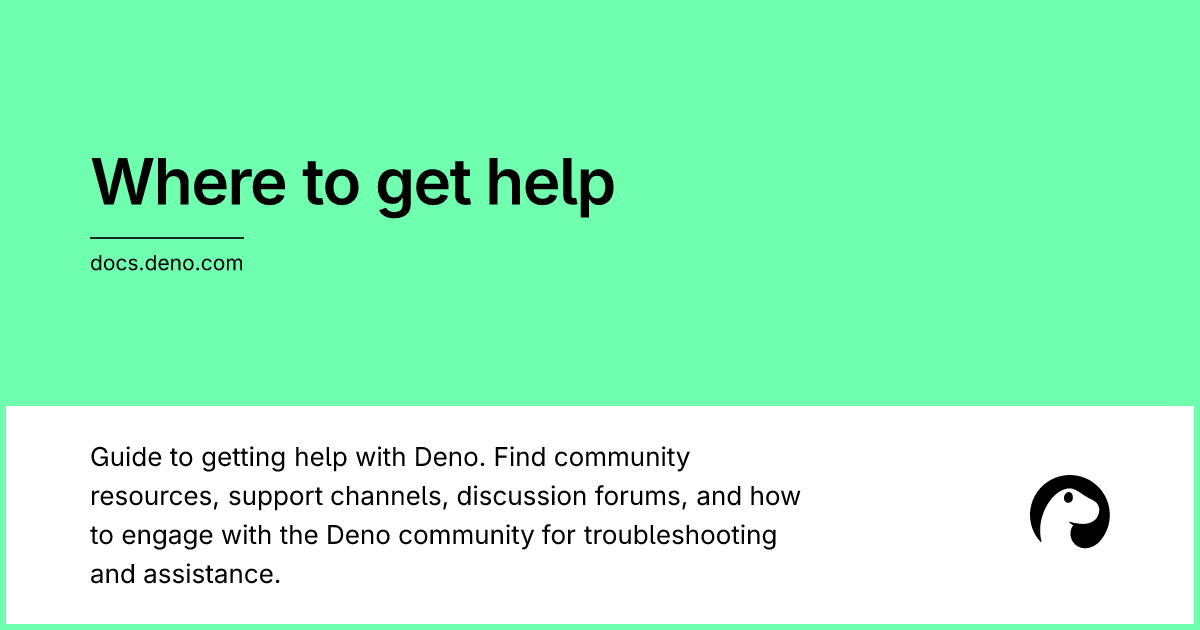 Where to get help
docs.deno.com
Guide to getting help with Deno. Find community
resources, support channels, discussion forums, and how
to engage with the Deno community for troubleshooting
and assistance.